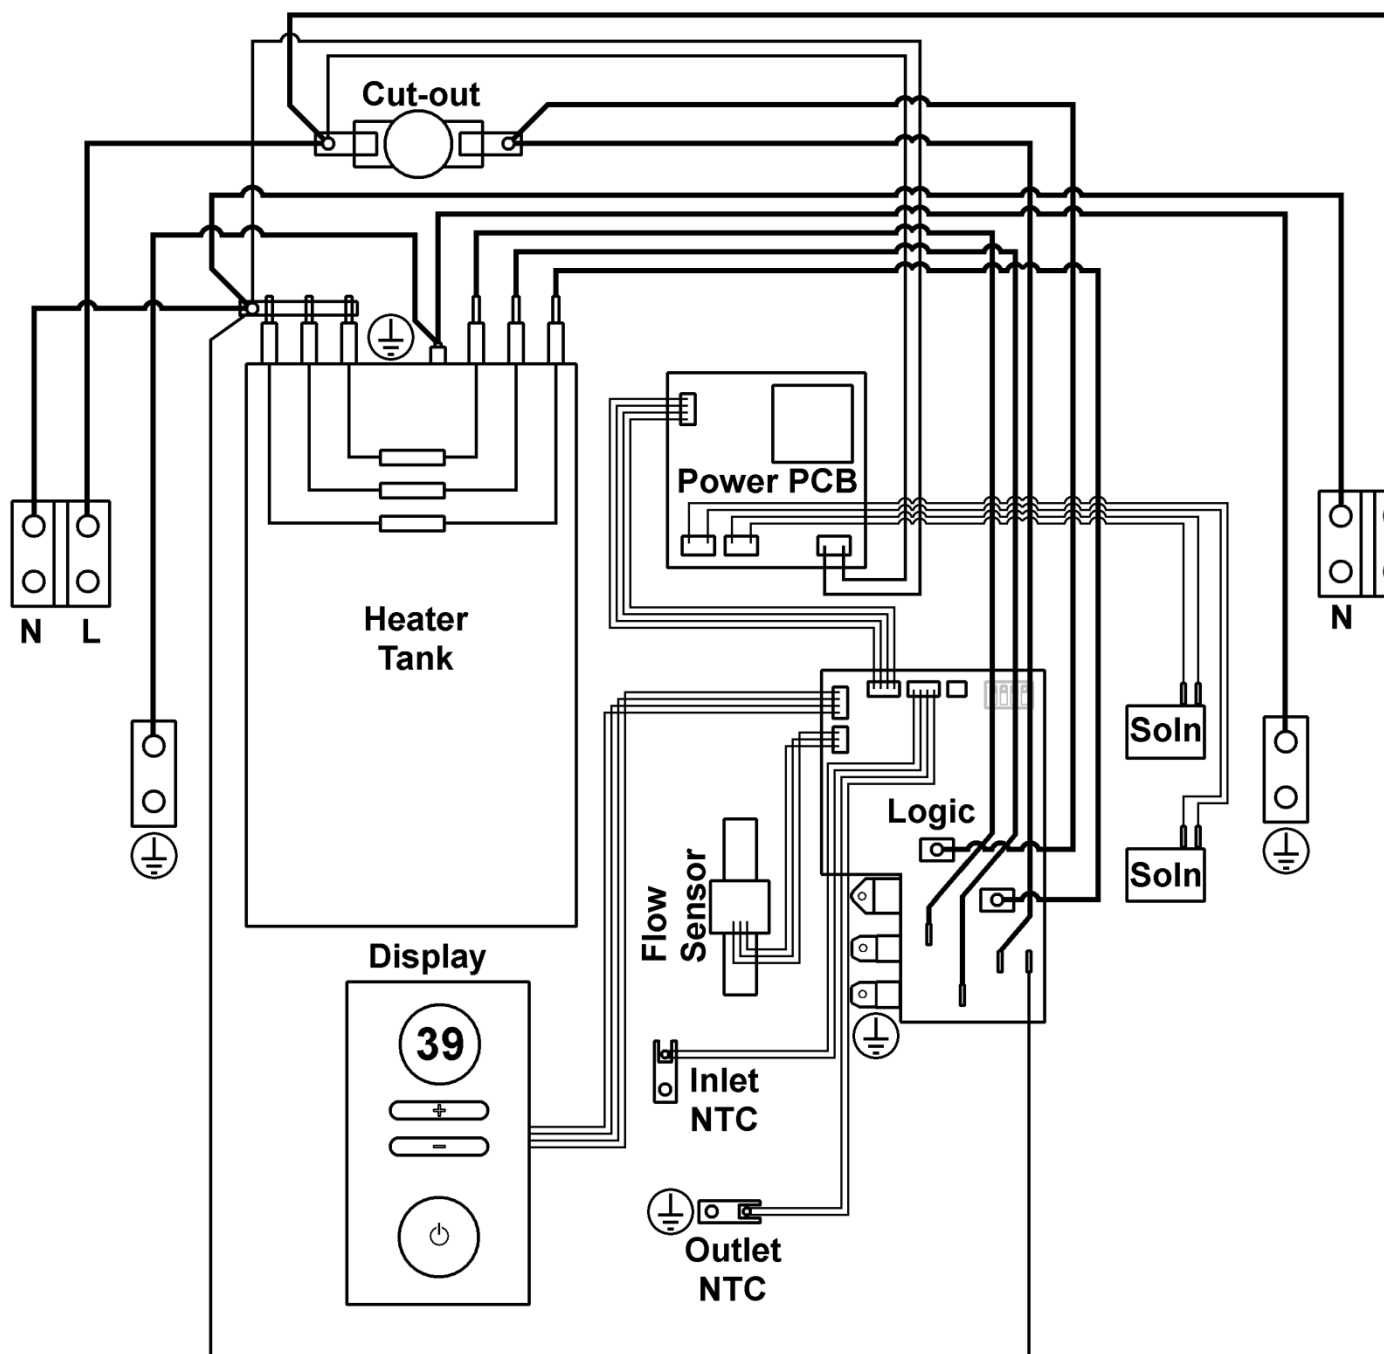 Cut-out
Power PCB
Heater
Tank
N L
N
Soln
Logic
Soln
Flow
Sensor
Display
39
+
−
Inlet
NTC
Outlet
NTC